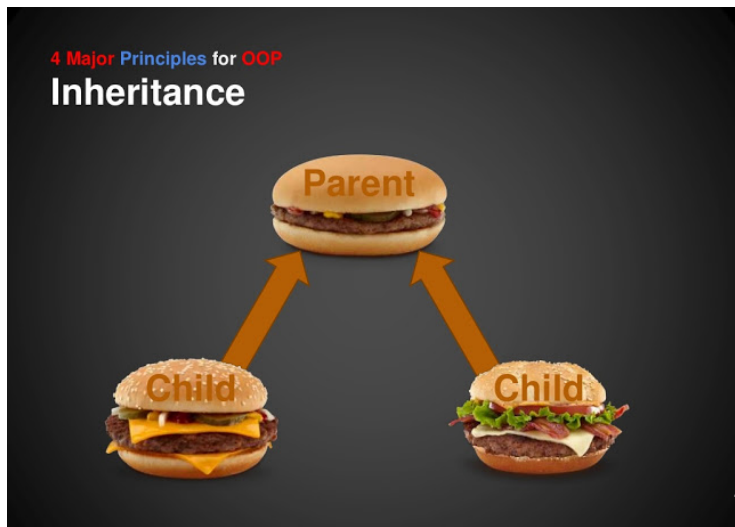 4 Major Principles for OOP
Inheritance
Parent
Child
Child